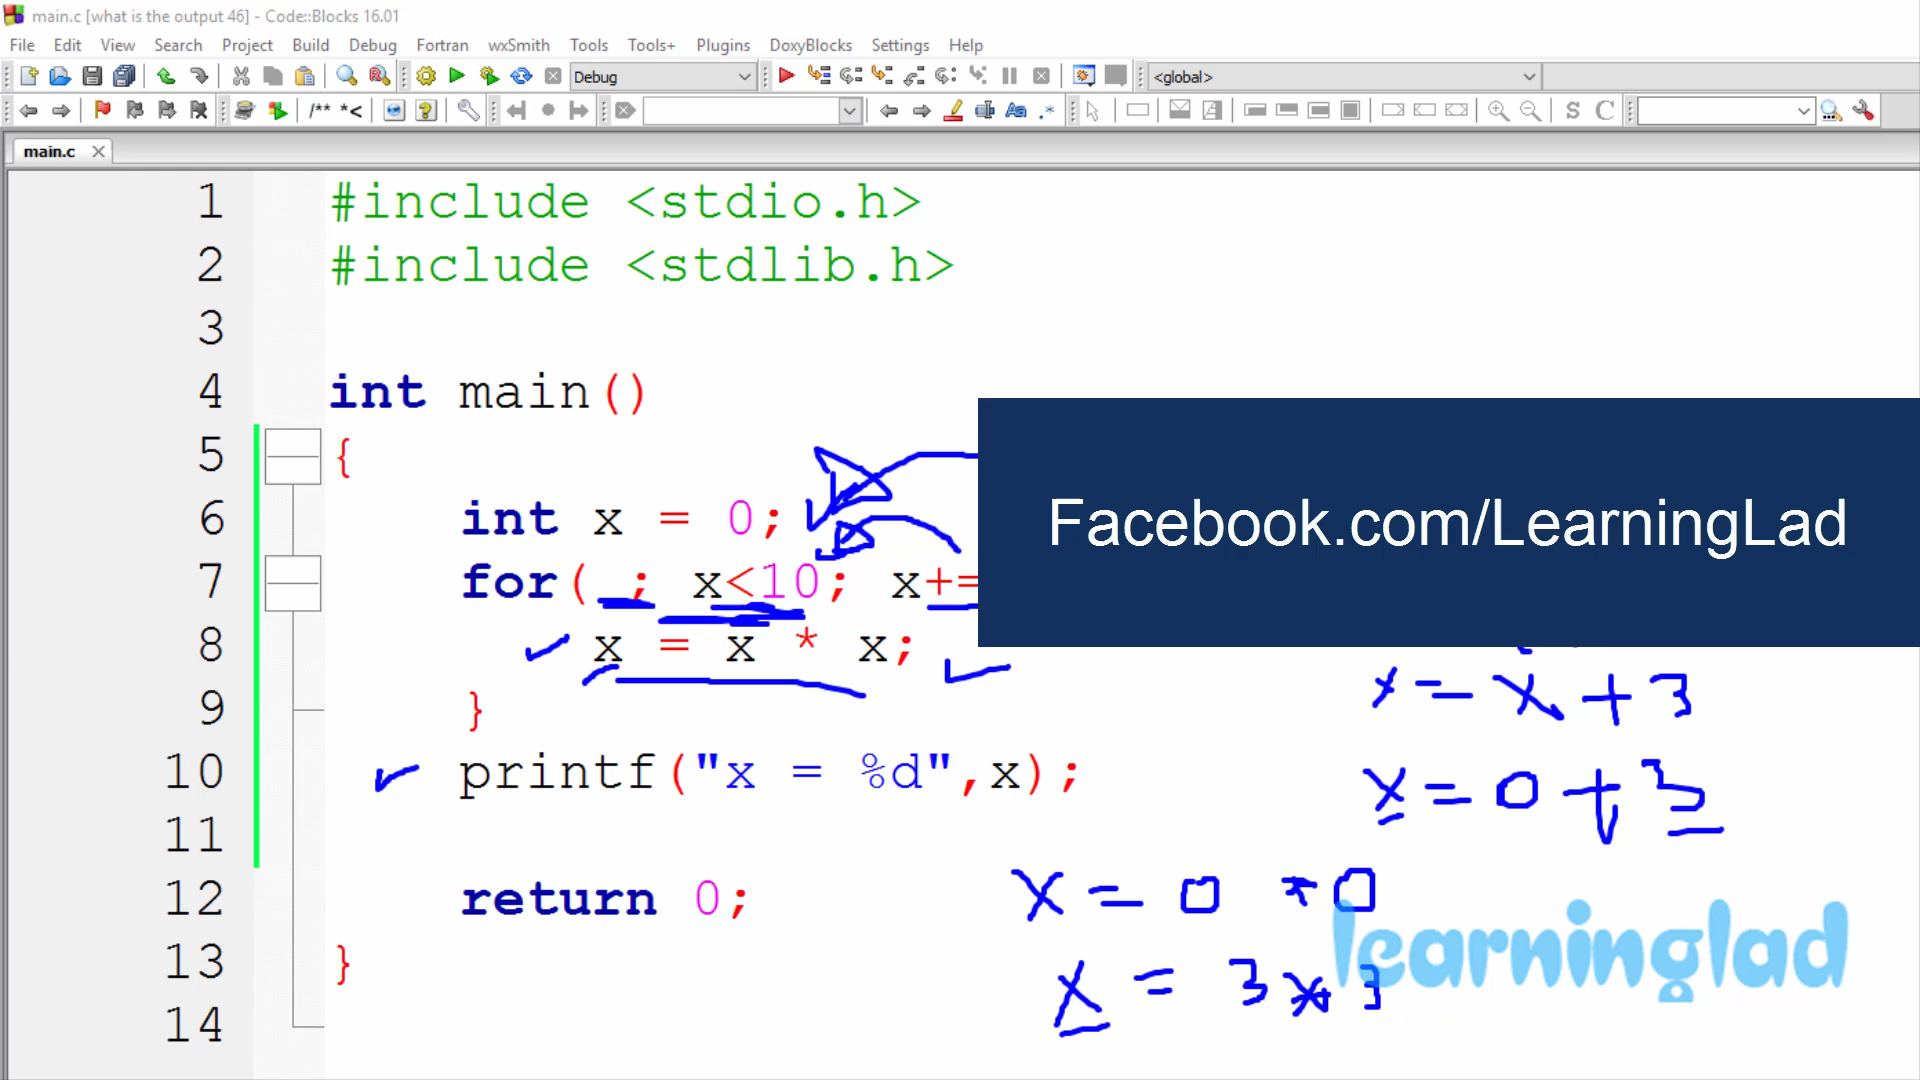 main.c [what is the output 46] - Code::Blocks 16.01
File Edit View Search Project Build Debug Fortran wxSmith Tools Tools+ Plugins DoxyBlocks Settings Help
Debug <global>
/** *< S C
main.c
1 #include <stdio.h>
2 #include <stdlib.h>
3
4 int main()
5 {
6 int x = 0;
7 for( ; x<10; x+=
Facebook.com/LearningLad
8 x = x * x;
9 }
x = x + 3
10 printf("x = %d",x);
x = 0 + 3
11
12 return 0;
x = 0 * 0
learninglad
13 }
x = 3 * 3
14